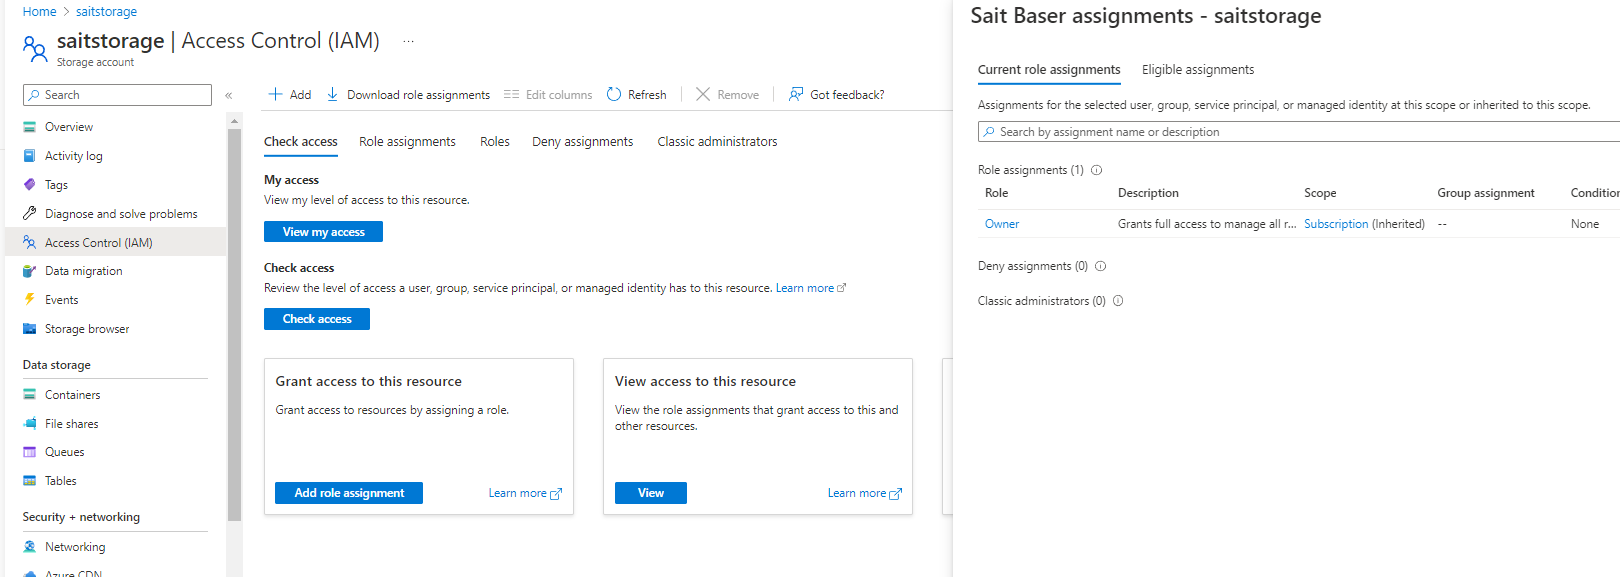 Home > saitstorage
saitstorage | Access Control (IAM) ...
Storage account
Search
«
Overview
Activity log
Tags
Diagnose and solve problems
Access Control (IAM)
Data migration
Events
Storage browser
Data storage
Containers
File shares
Queues
Tables
Security + networking
Networking
Azure CDN
Add Download role assignments Edit columns Refresh Remove Got feedback?
Check access Role assignments Roles Deny assignments Classic administrators
My access
View my level of access to this resource.
View my access
Check access
Review the level of access a user, group, service principal, or managed identity has to this resource. Learn more
Check access
Grant access to this resource
Grant access to resources by assigning a role.
Add role assignment Learn more
View access to this resource
View the role assignments that grant access to this and
other resources.
View Learn more
Sait Baser assignments - saitstorage
Current role assignments Eligible assignments
Assignments for the selected user, group, service principal, or managed identity at this scope or inherited to this scope.
Search by assignment name or description
Role assignments (1)
Role Description Scope Group assignment Condition
Owner Grants full access to manage all r... Subscription (Inherited) -- None
Deny assignments (0)
Classic administrators (0)